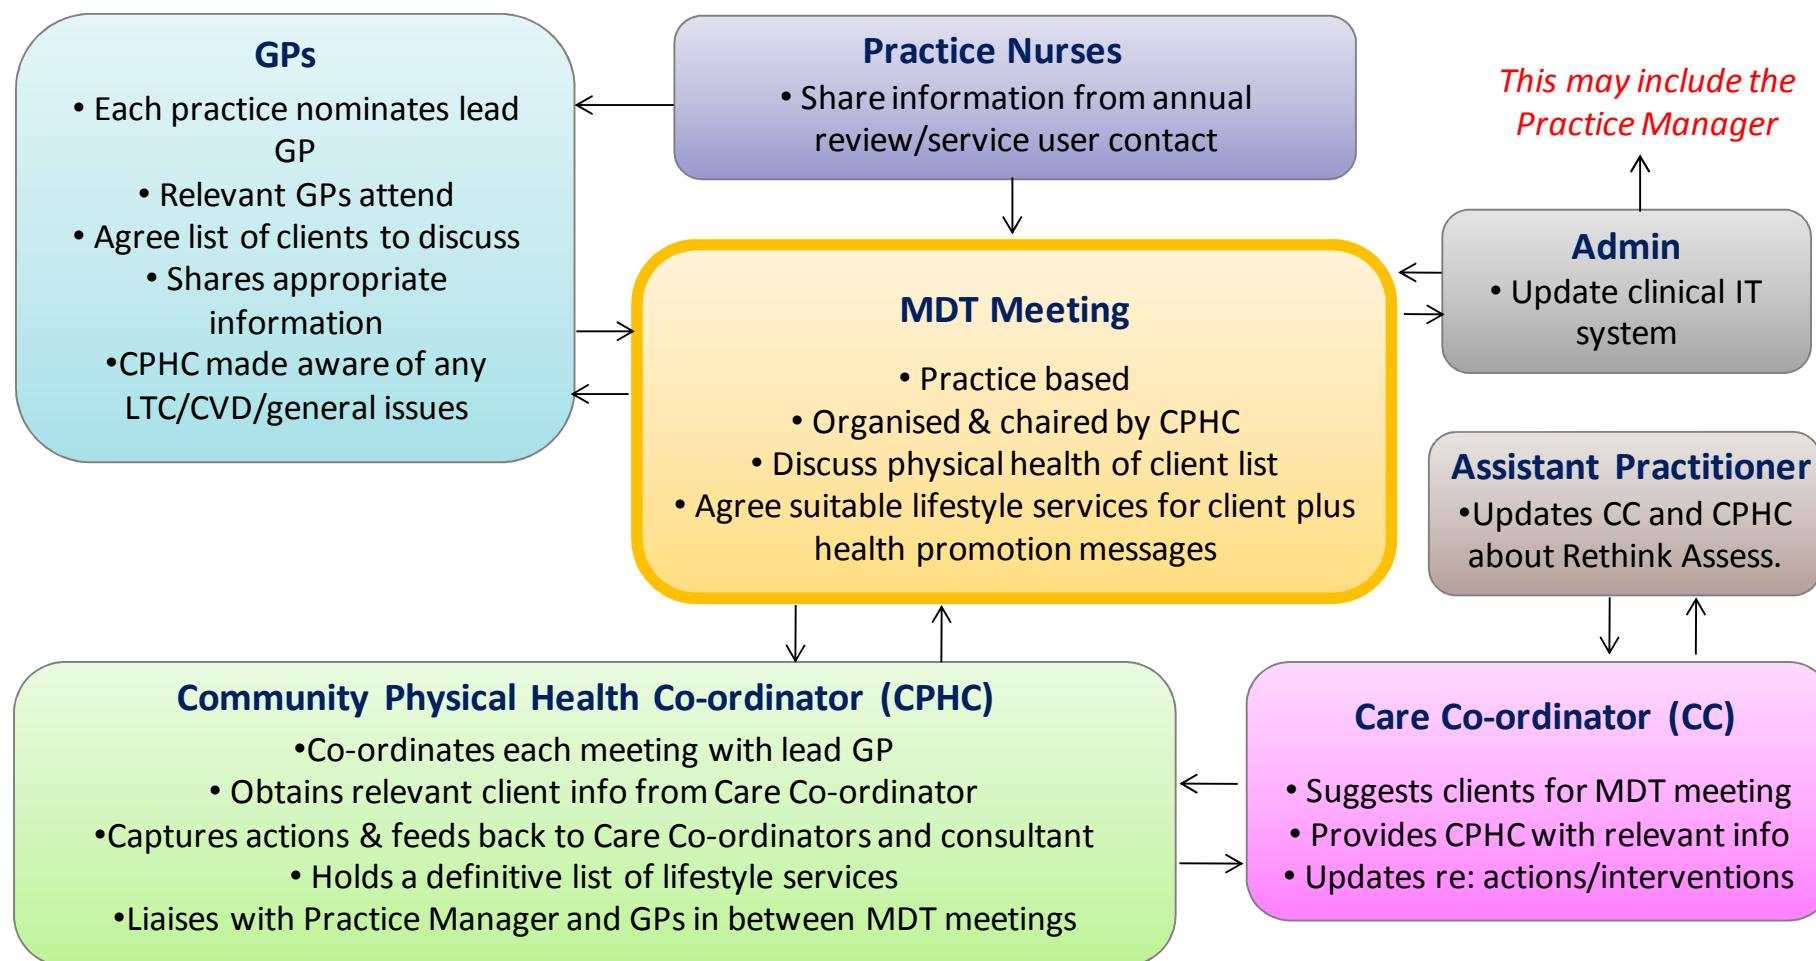 GPs
• Each practice nominates lead
GP
• Relevant GPs attend
• Agree list of clients to discuss
• Shares appropriate
information
•CPHC made aware of any
LTC/CVD/general issues
Practice Nurses
• Share information from annual
review/service user contact
This may include the
Practice Manager
Admin
• Update clinical IT
system
MDT Meeting
• Practice based
• Organised & chaired by CPHC
• Discuss physical health of client list
• Agree suitable lifestyle services for client plus
health promotion messages
Assistant Practitioner
•Updates CC and CPHC
about Rethink Assess.
Community Physical Health Co-ordinator (CPHC)
•Co-ordinates each meeting with lead GP
• Obtains relevant client info from Care Co-ordinator
•Captures actions & feeds back to Care Co-ordinators and consultant
• Holds a definitive list of lifestyle services
•Liaises with Practice Manager and GPs in between MDT meetings
Care Co-ordinator (CC)
• Suggests clients for MDT meeting
• Provides CPHC with relevant info
• Updates re: actions/interventions